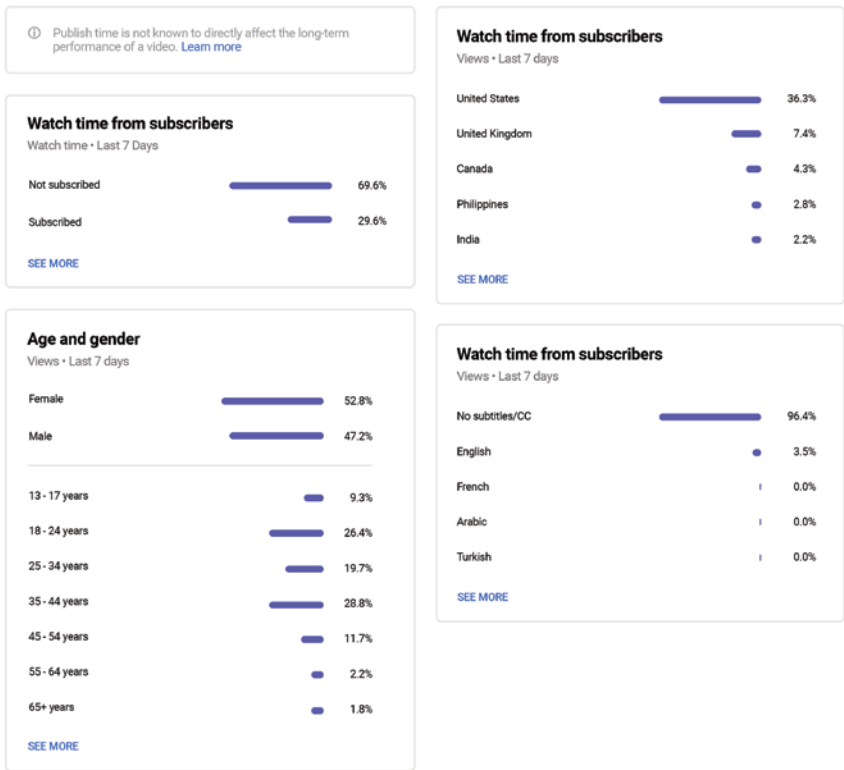 Publish time is not known to directly affect the long-term
performance of a video. Learn more
Watch time from subscribers
Watch time • Last 7 Days
Not subscribed 69.6%
Subscribed 29.6%
SEE MORE
Age and gender
Views • Last 7 days
Female 52.8%
Male 47.2%
13 - 17 years 9.3%
18 - 24 years 26.4%
25 - 34 years 19.7%
35 - 44 years 28.8%
45 - 54 years 11.7%
55 - 64 years 2.2%
65+ years 1.8%
SEE MORE
Watch time from subscribers
Views • Last 7 days
United States 36.3%
United Kingdom 7.4%
Canada 4.3%
Philippines 2.8%
India 2.2%
SEE MORE
Watch time from subscribers
Views • Last 7 days
No subtitles/CC 96.4%
English 3.5%
French 0.0%
Arabic 0.0%
Turkish 0.0%
SEE MORE